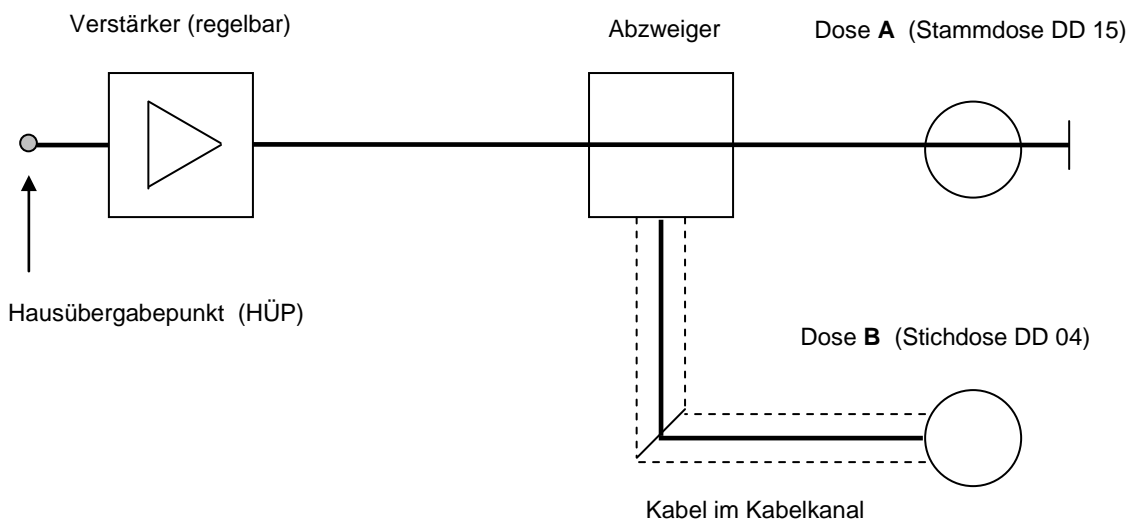 Verstärker (regelbar)
Abzweiger
Dose A (Stammdose DD 15)
Hausübergabepunkt (HÜP)
Dose B (Stichdose DD 04)
Kabel im Kabelkanal